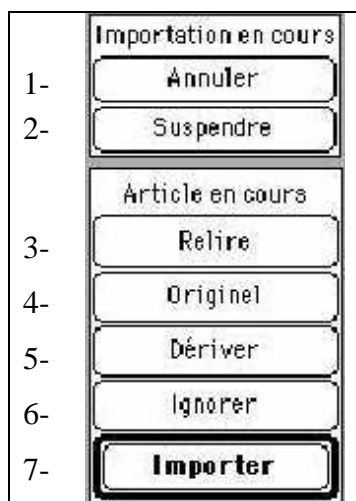 Importation en cours
1- Annuler
2- Suspendre
Article en cours
3- Relire
4- Originel
5- Dériver
6- Ignorer
7- Importer